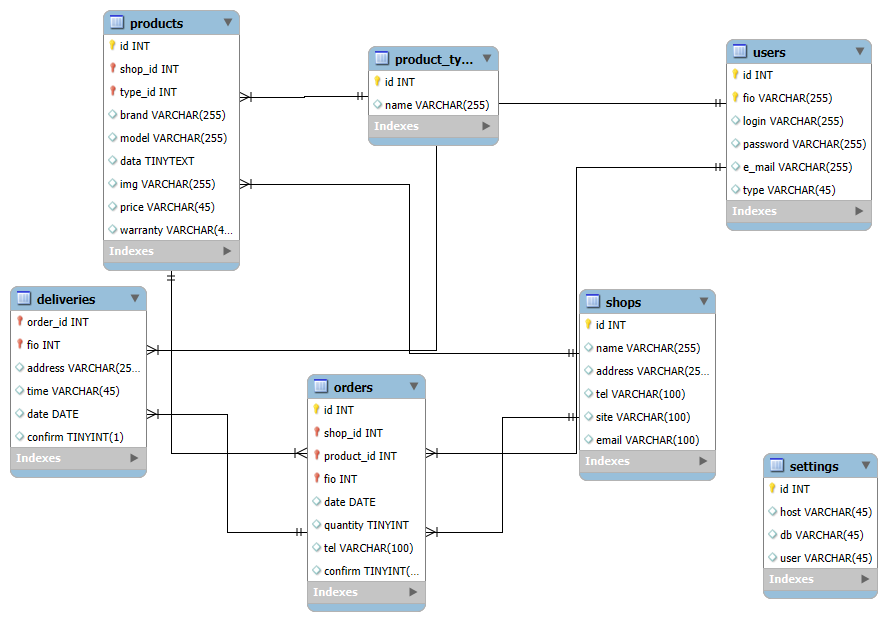 products
id INT
shop_id INT
type_id INT
brand VARCHAR(255)
model VARCHAR(255)
data TINYTEXT
img VARCHAR(255)
price VARCHAR(45)
warranty VARCHAR(4...
Indexes
product_ty...
id INT
name VARCHAR(255)
Indexes
users
id INT
fio VARCHAR(255)
login VARCHAR(255)
password VARCHAR(255)
e_mail VARCHAR(255)
type VARCHAR(45)
Indexes
deliveries
order_id INT
fio INT
address VARCHAR(25...
time VARCHAR(45)
date DATE
confirm TINYINT(1)
Indexes
orders
id INT
shop_id INT
product_id INT
fio INT
date DATE
quantity TINYINT
tel VARCHAR(100)
confirm TINYINT(...
Indexes
shops
id INT
name VARCHAR(255)
address VARCHAR(25...
tel VARCHAR(100)
site VARCHAR(100)
email VARCHAR(100)
Indexes
settings
id INT
host VARCHAR(45)
db VARCHAR(45)
user VARCHAR(45)
Indexes